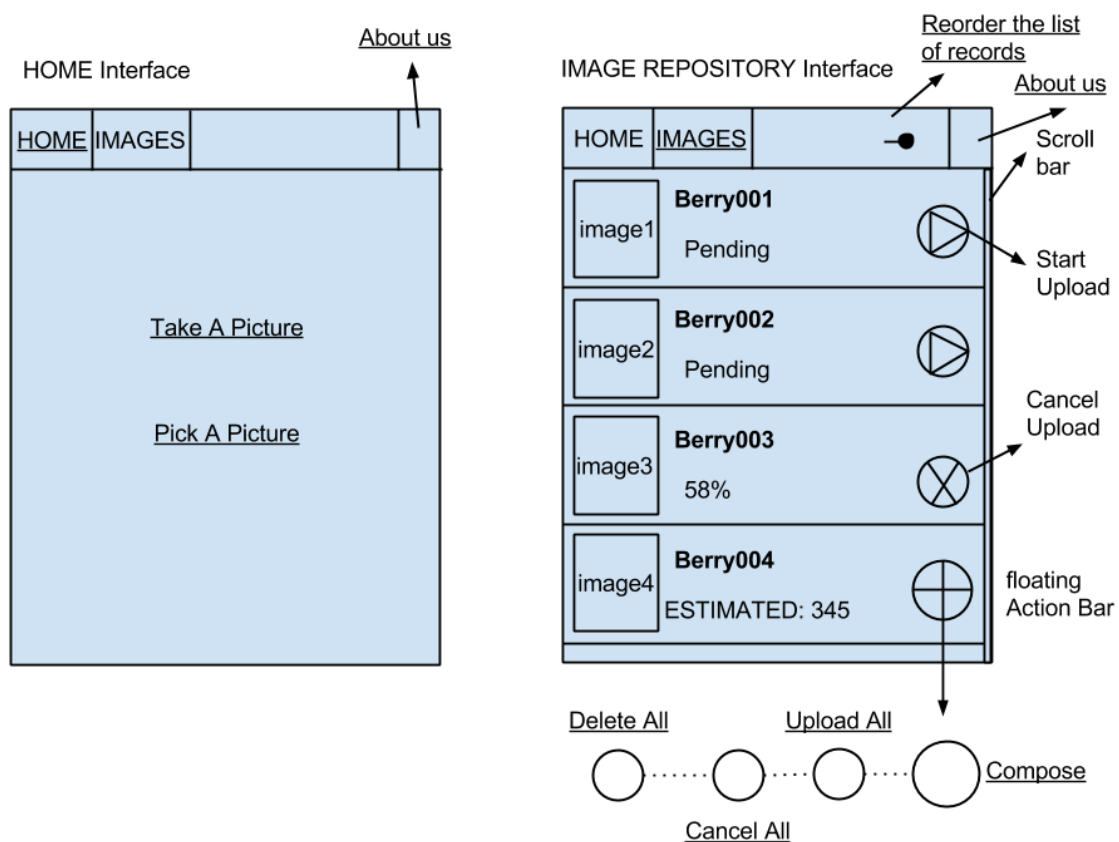 About us
HOME Interface
HOME IMAGES
Take A Picture
Pick A Picture
Reorder the list
of records
IMAGE REPOSITORY Interface
About us
HOME IMAGES
Scroll
bar
image1
Berry001
Pending
Start
Upload
image2
Berry002
Pending
Cancel
Upload
image3
Berry003
58%
image4
Berry004
ESTIMATED: 345
floating
Action Bar
Delete All
Upload All
Compose
Cancel All